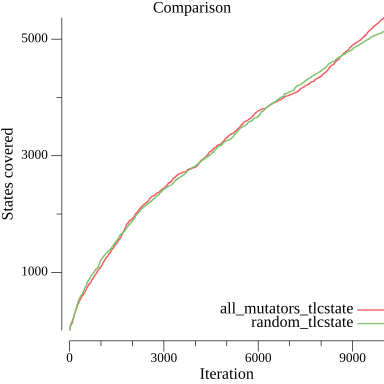 Comparison
5000
3000
1000
States covered
all_mutators_tlcstate
random_tlcstate
0 3000 6000 9000
Iteration